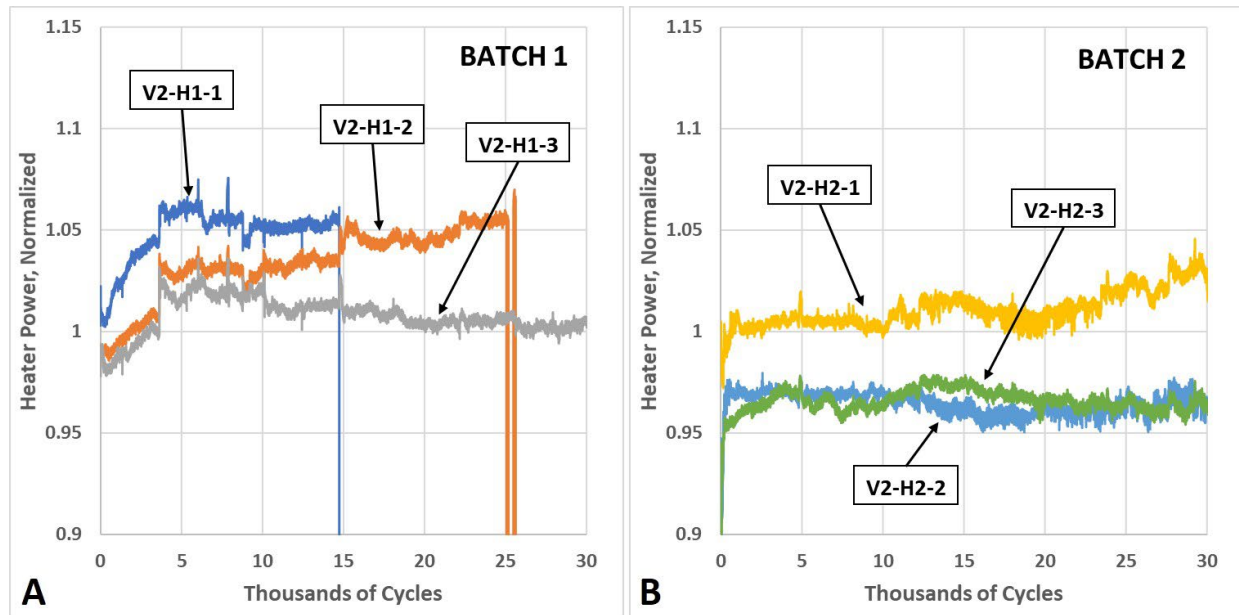 BATCH 1
V2-H1-1
V2-H1-2
V2-H1-3
Heater Power, Normalized
1.15
1.1
1.05
1
0.95
0.9
0 5 10 15 20 25 30
Thousands of Cycles
A
BATCH 2
V2-H2-1
V2-H2-3
V2-H2-2
Heater Power, Normalized
1.15
1.1
1.05
1
0.95
0.9
0 5 10 15 20 25 30
Thousands of Cycles
B